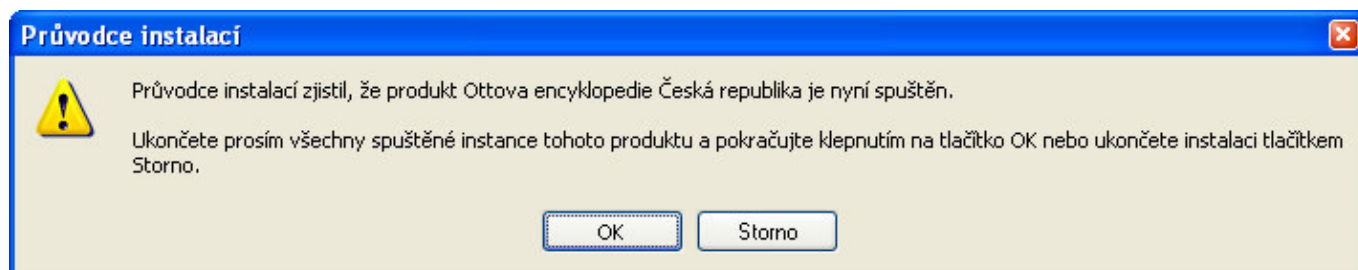 Průvodce instalací
Průvodce instalací zjistil, že produkt Ottova encyklopedie Česká republika je nyní spuštěn.
Ukončete prosím všechny spuštěné instance tohoto produktu a pokračujte klepnutím na tlačítko OK nebo ukončete instalaci tlačítkem
Storno.
OK Storno